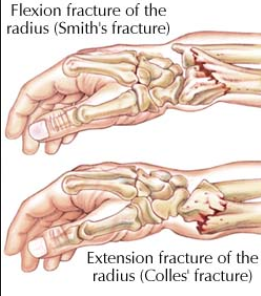 Flexion fracture of the
radius (Smith's fracture)
Extension fracture of the
radius (Colles' fracture)